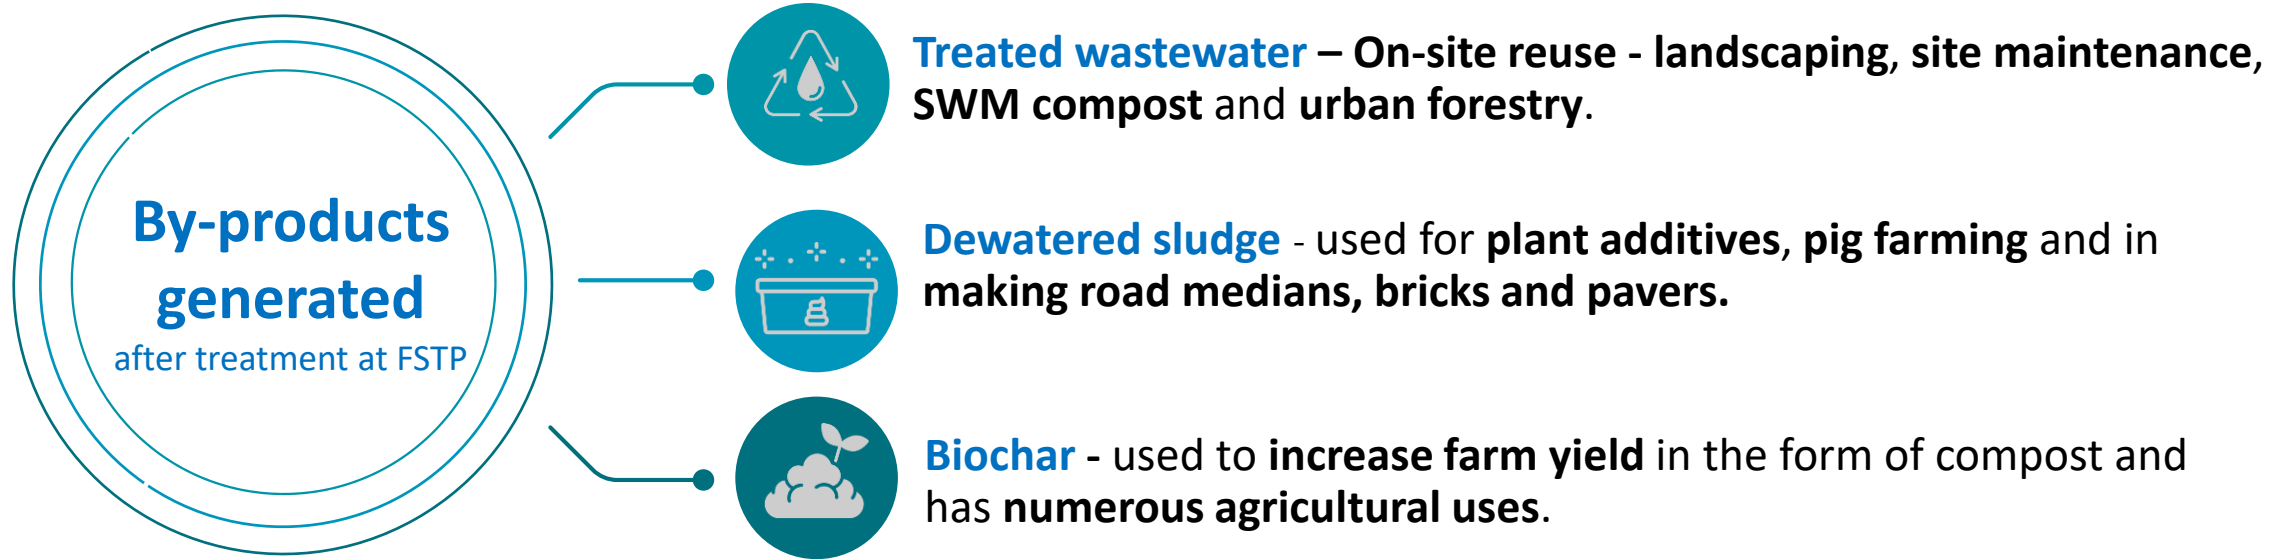 By-products
generated
after treatment at FSTP
Treated wastewater – On-site reuse - landscaping, site maintenance,
SWM compost and urban forestry.
Dewatered sludge - used for plant additives, pig farming and in
making road medians, bricks and pavers.
Biochar - used to increase farm yield in the form of compost and
has numerous agricultural uses.